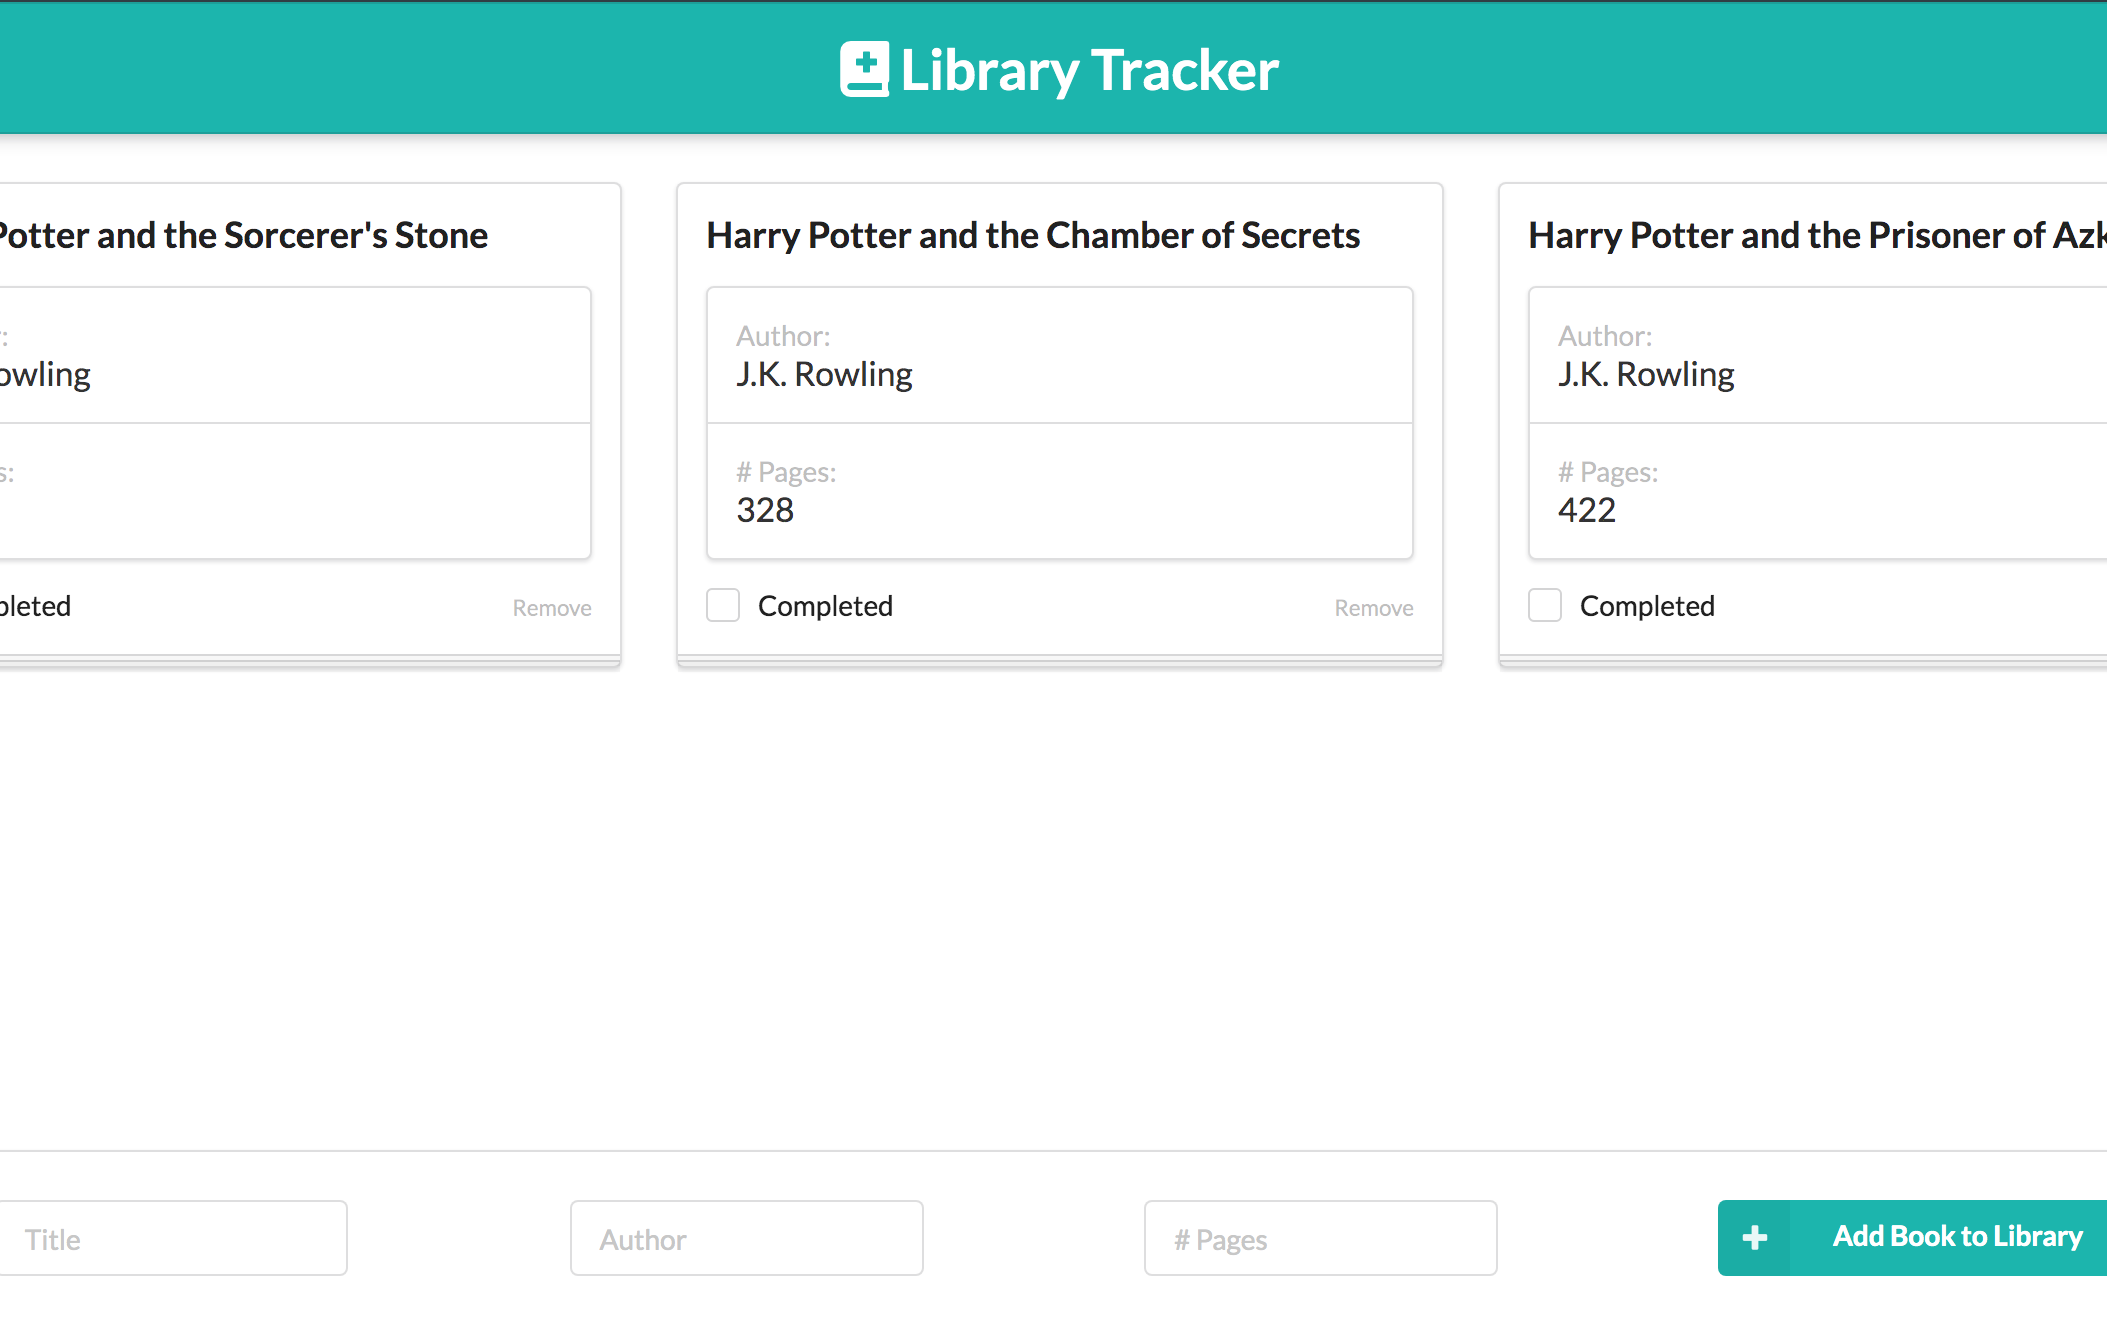 Library Tracker
Potter and the Sorcerer's Stone
Harry Potter and the Chamber of Secrets
Harry Potter and the Prisoner of Azk
r:
Author:
Author:
owling
J.K. Rowling
J.K. Rowling
s:
# Pages:
# Pages:
328
422
pleted
Remove
Completed
Remove
Completed
Title
Author
# Pages
Add Book to Library